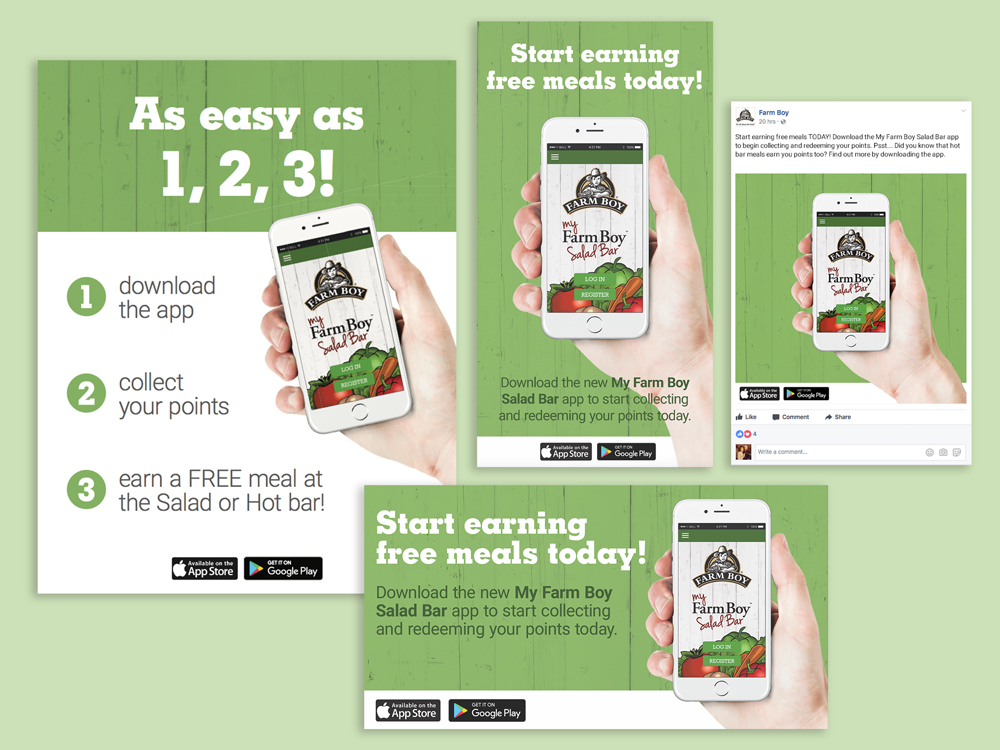 As easy as
1, 2, 3!
1
download
the app
2
collect
your points
3
earn a FREE meal at
the Salad or Hot bar!
FARM BOY
my
Farm Boy™
Salad Bar
LOG IN
REGISTER
Available on the
App Store
GET IT ON
Google Play
Start earning
free meals today!
4:21 PM
FARM BOY
my
Farm Boy™
Salad Bar
LOG IN
REGISTER
Download the new My Farm Boy
Salad Bar app to start collecting
and redeeming your points today.
Available on the
App Store
GET IT ON
Google Play
Farm Boy
20 hrs
Start earning free meals TODAY! Download the My Farm Boy Salad Bar app
to begin collecting and redeeming your points. Psst... Did you know that hot
bar meals earn you points too? Find out more by downloading the app.
FARM BOY
my
Farm Boy™
Salad Bar
LOG IN
REGISTER
Available on the
App Store
GET IT ON
Google Play
Like
Comment
Share
4
Write a comment...
Start earning
free meals today!
Download the new My Farm Boy
Salad Bar app to start collecting
and redeeming your points today.
FARM BOY
my
Farm Boy™
Salad Bar
LOG IN
REGISTER
Available on the
App Store
GET IT ON
Google Play